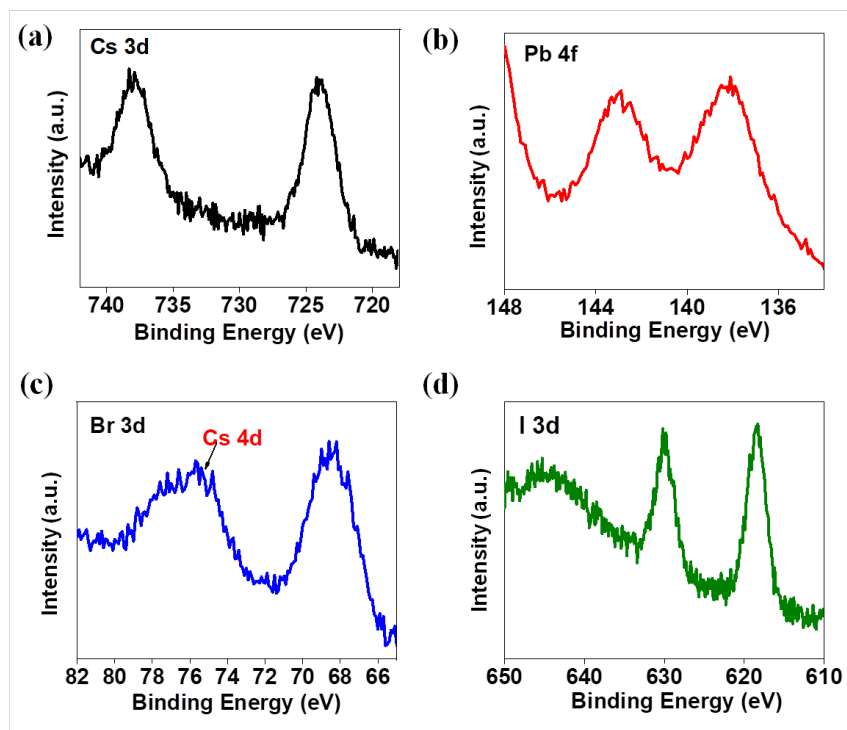 (a)
Cs 3d
Intensity (a.u.)
740 735 730 725 720
Binding Energy (eV)
(b)
Pb 4f
Intensity (a.u.)
148 144 140 136
Binding Energy (eV)
(c)
Br 3d
Cs 4d
Intensity (a.u.)
82 80 78 76 74 72 70 68 66
Binding Energy (eV)
(d)
I 3d
Intensity (a.u.)
650 640 630 620 610
Binding Energy (eV)